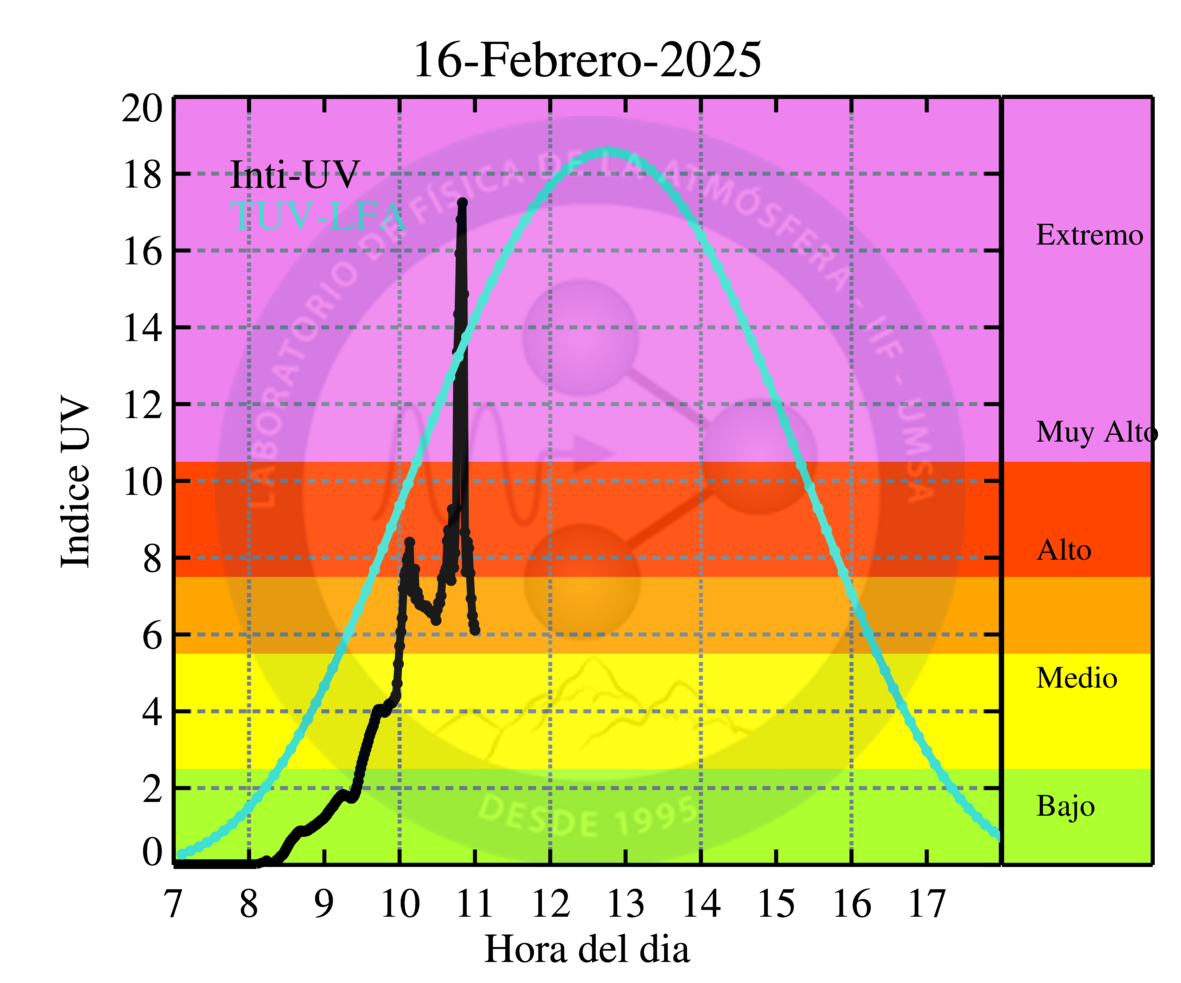 16-Febrero-2025
20
18
16
14
12
10
8
6
4
2
0
Indice UV
Inti-UV
TUV-LFA
LABORATORIO DE FÍSICA DE LA ATMÓSFERA - IIF - UMSA
DESDE 1995
Extremo
Muy Alto
Alto
Medio
Bajo
7 8 9 10 11 12 13 14 15 16 17
Hora del dia